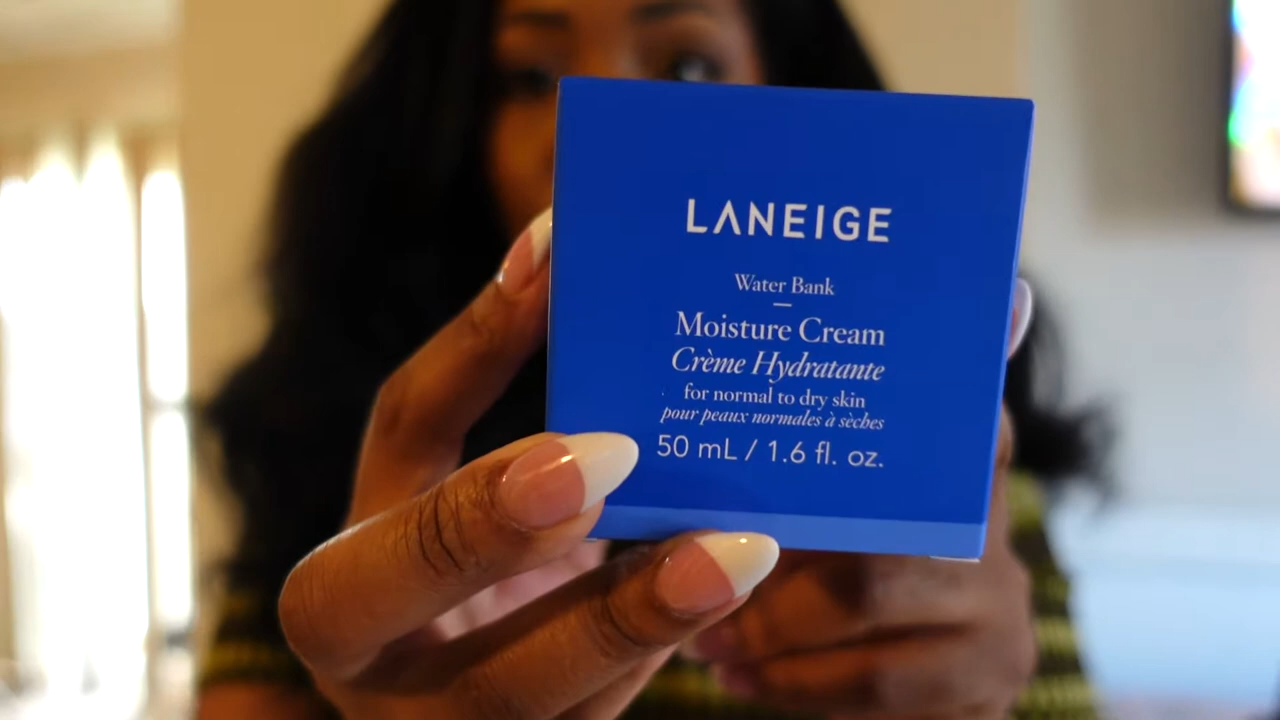 LANEIGE
Water Bank
Moisture Cream
Crème Hydratante
for normal to dry skin
pour peaux normales à sèches
50 mL / 1.6 fl. oz.